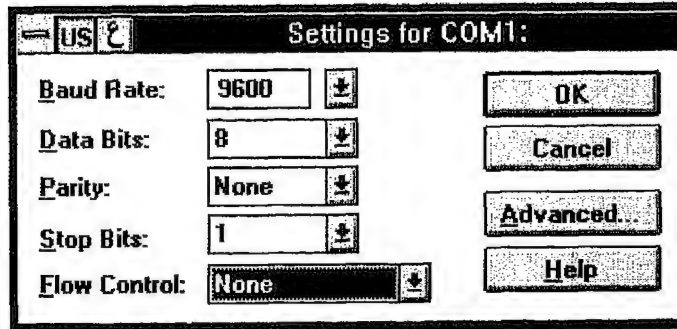 US ع Settings for COM1:
Baud Rate: 9600 OK
Data Bits: 8 Cancel
Parity: None
Advanced...
Stop Bits: 1
Flow Control: None Help